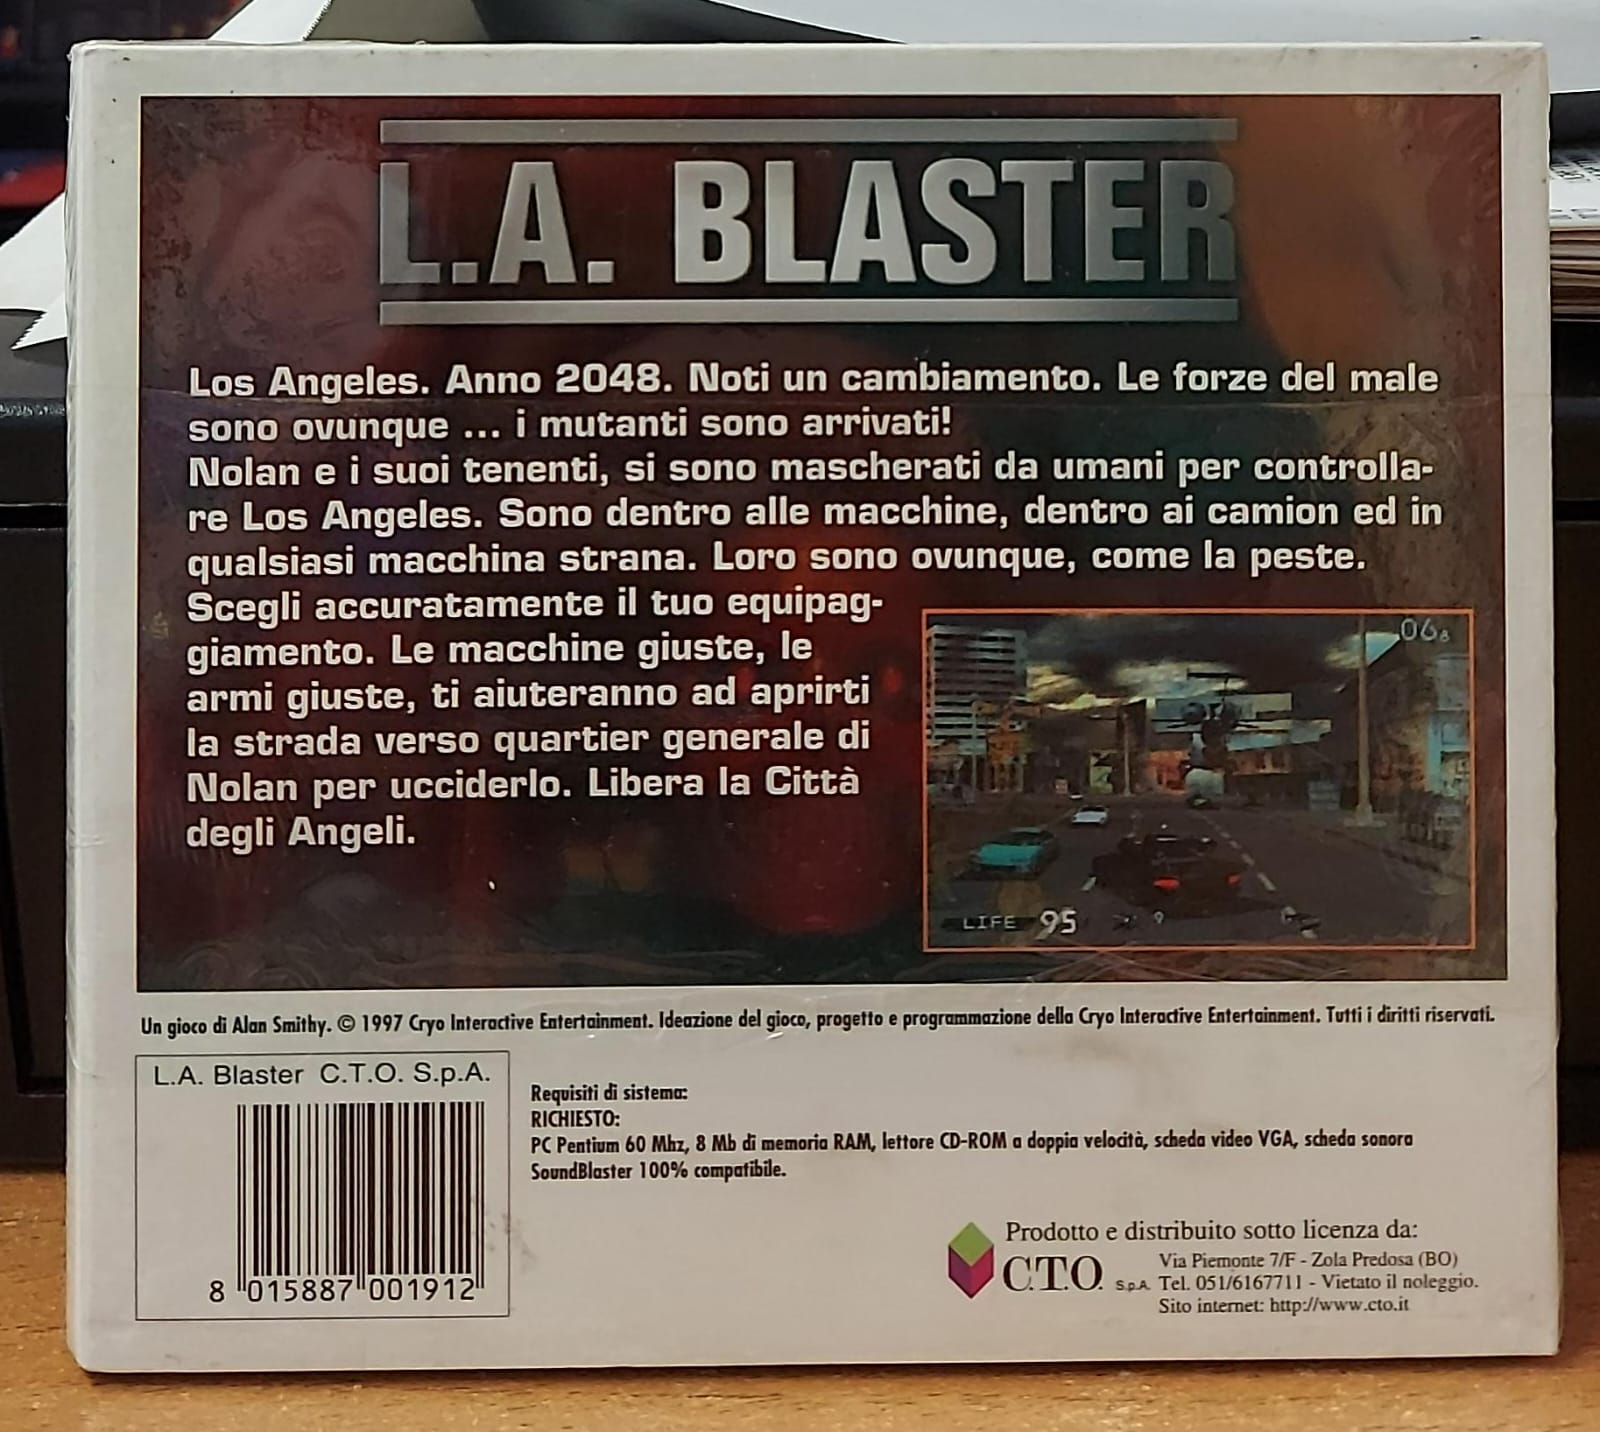 L.A. BLASTER
Los Angeles. Anno 2048. Noti un cambiamento. Le forze del male
sono ovunque ... i mutanti sono arrivati!
Nolan e i suoi tenenti, si sono mascherati da umani per controlla-
re Los Angeles. Sono dentro alle macchine, dentro ai camion ed in
qualsiasi macchina strana. Loro sono ovunque, come la peste.
Scegli accuratamente il tuo equipag-
giamento. Le macchine giuste, le
armi giuste, ti aiuteranno ad aprirti
la strada verso quartier generale di
Nolan per ucciderlo. Libera la Città
degli Angeli.
068
LIFE 95 9
Un gioco di Alan Smithy. © 1997 Cryo Interactive Entertainment. Ideazione del gioco, progetto e programmazione della Cryo Interactive Entertainment. Tutti i diritti riservati.
L.A. Blaster C.T.O. S.p.A.
8 015887 001912
Requisiti di sistema:
RICHIESTO:
PC Pentium 60 Mhz, 8 Mb di memoria RAM, lettore CD-ROM a doppia velocità, scheda video VGA, scheda sonora
SoundBlaster 100% compatibile.
Prodotto e distribuito sotto licenza da:
C.T.O. S.p.A.
Via Piemonte 7/F - Zola Predosa (BO)
Tel. 051/6167711 - Vietato il noleggio.
Sito internet: http://www.cto.it